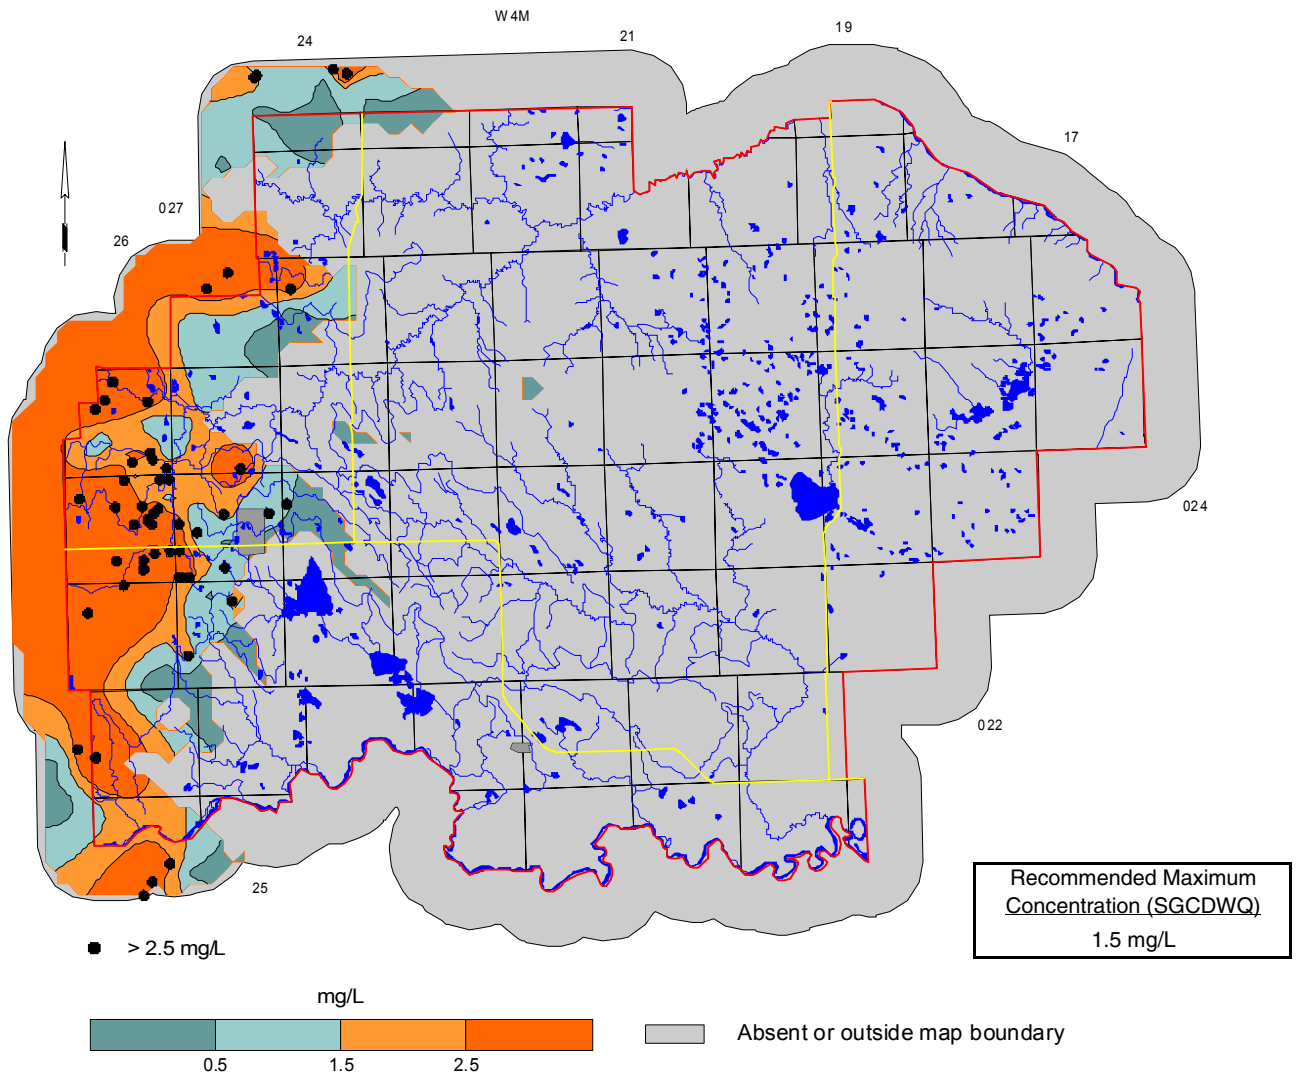 W 4M
24
21
19
17
027
26
024
022
25
Recommended Maximum
Concentration (SGCDWQ)
1.5 mg/L
> 2.5 mg/L
mg/L
0.5
1.5
2.5
Absent or outside map boundary